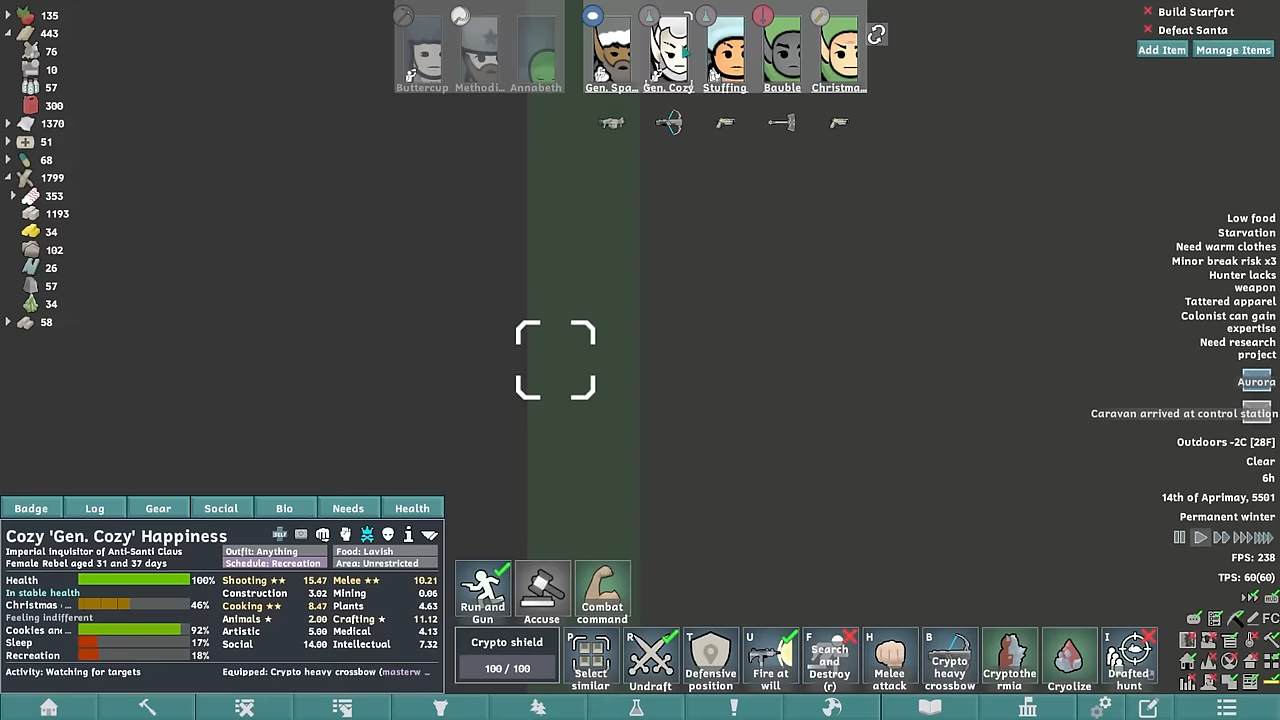 135
443
76
10
57
300
1370
51
68
1799
353
1193
34
102
26
57
34
58
Buttercup
Methodi...
Annabeth
Gen. Spa...
Gen. Cozy
Stuffing
Bauble
Christma...
Build Starfort
Defeat Santa
Add Item
Manage Items
Low food
Starvation
Need warm clothes
Minor break risk x3
Hunter lacks
weapon
Tattered apparel
Colonist can gain
expertise
Need research
project
Aurora
Caravan arrived at control station
Outdoors -2C [28F]
Clear
6h
14th of Aprimay, 5501
Permanent winter
FPS: 238
TPS: 60(60)
FC
Badge
Log
Gear
Social
Bio
Needs
Health
Cozy 'Gen. Cozy' Happiness
SELF
Imperial inquisitor of Anti-Santi Claus
Female Rebel aged 31 and 37 days
Outfit: Anything
Food: Lavish
Schedule: Recreation
Area: Unrestricted
Health 100%
In stable health
Christmas 46%
Feeling indifferent
Cookies an... 92%
Sleep 17%
Recreation 18%
Shooting ★★ 15.47
Construction 3.02
Cooking ★★ 8.47
Animals ★ 2.00
Artistic 5.00
Social 14.00
Melee ★★ 10.21
Mining 0.06
Plants 4.63
Crafting ★ 11.12
Medical 4.13
Intellectual 7.32
Activity: Watching for targets
Equipped: Crypto heavy crossbow (masterw ...
Run and
Gun
Accuse
Combat
command
Crypto shield
100 / 100
P
Select
similar
R
Undraft
T
Defensive
position
U
Fire at
will
F
Search
and
Destroy
(r)
H
Melee
attack
B
Crypto
heavy
crossbow
Cryothe
rmia
Cryolize
I
Drafted
hunt